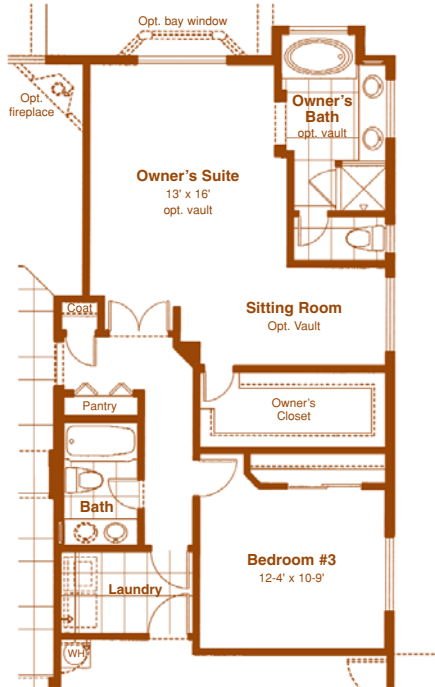 Opt. bay window
Opt.
fireplace
Owner's
Bath
opt. vault
Owner's Suite
13' x 16'
opt. vault
Coat
Sitting Room
Opt. Vault
Pantry
Owner's
Closet
Bath
Bedroom #3
12-4' x 10-9'
Laundry
WH